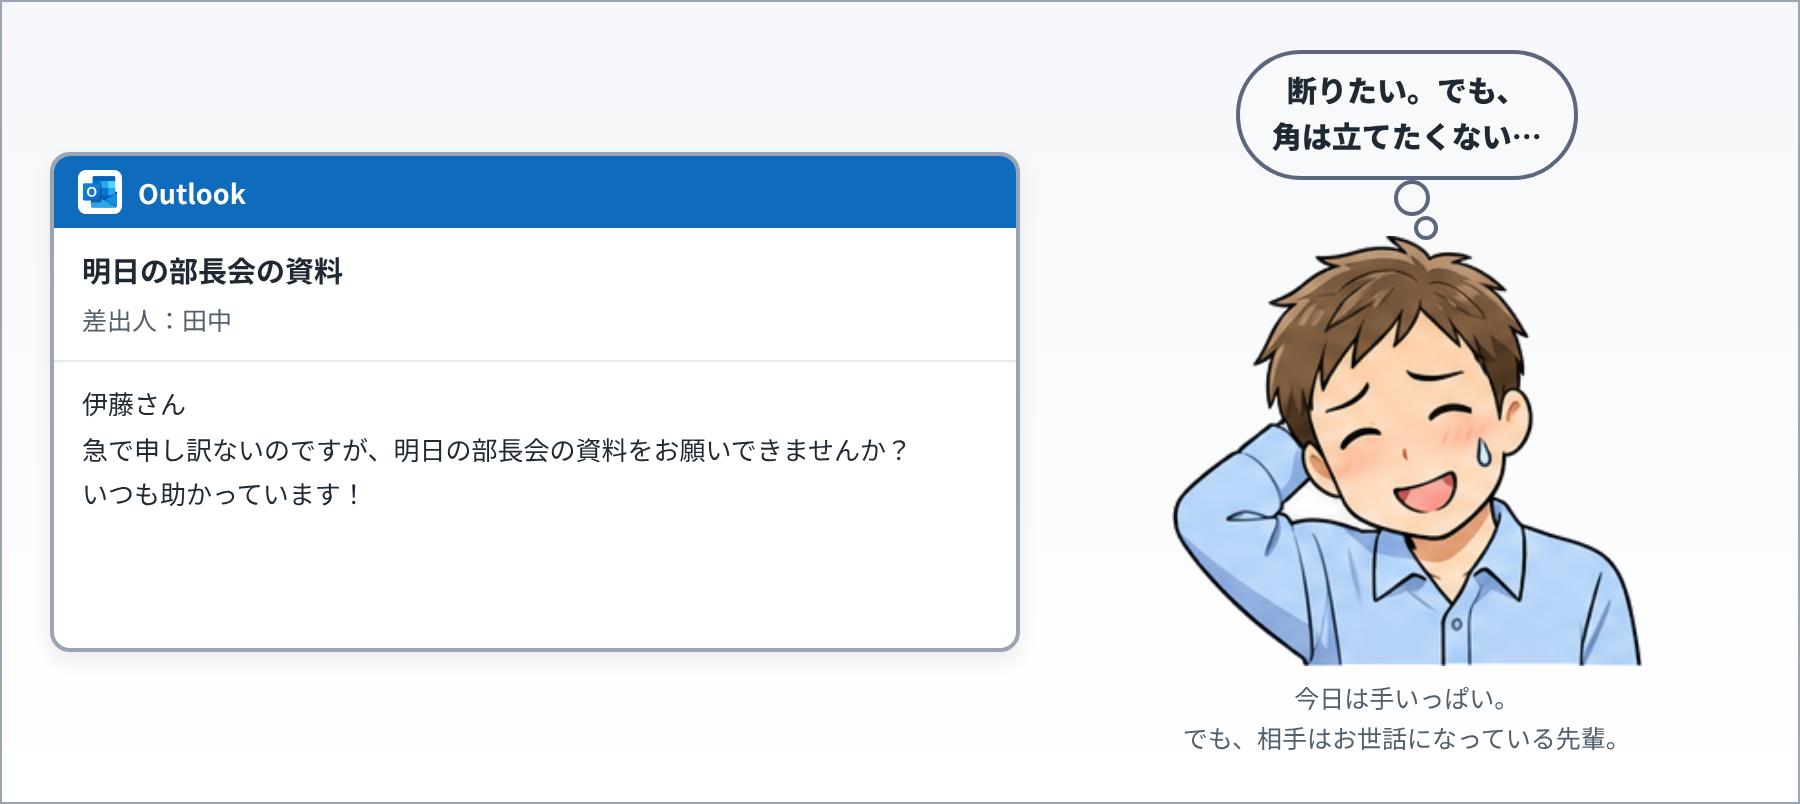 断りたい。でも、
角は立てたくない…
O Outlook
明日の部長会の資料
差出人：田中
伊藤さん
急で申し訳ないのですが、明日の部長会の資料をお願いできませんか？
いつも助かっています！
今日は手いっぱい。
でも、相手はお世話になっている先輩。